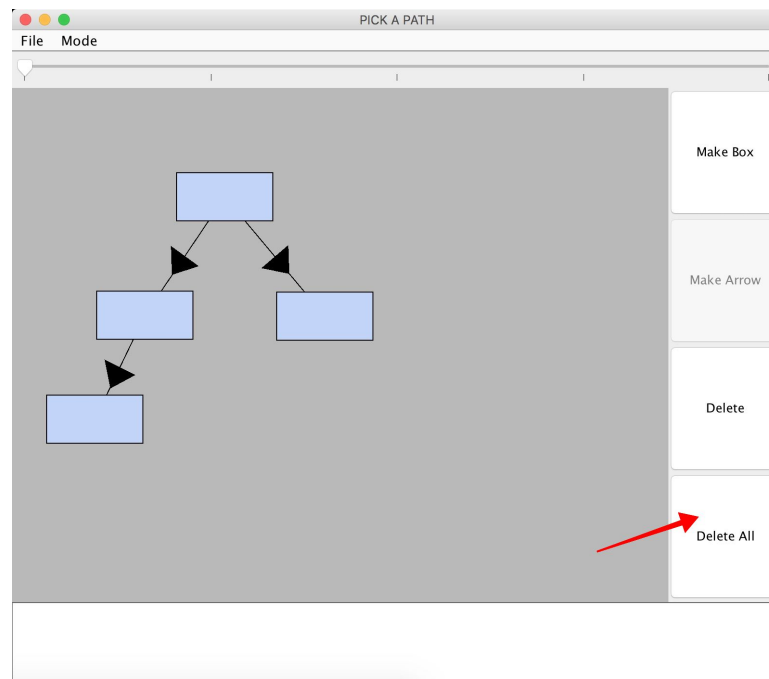 PICK A PATH
File Mode
Make Box
Make Arrow
Delete
Delete All